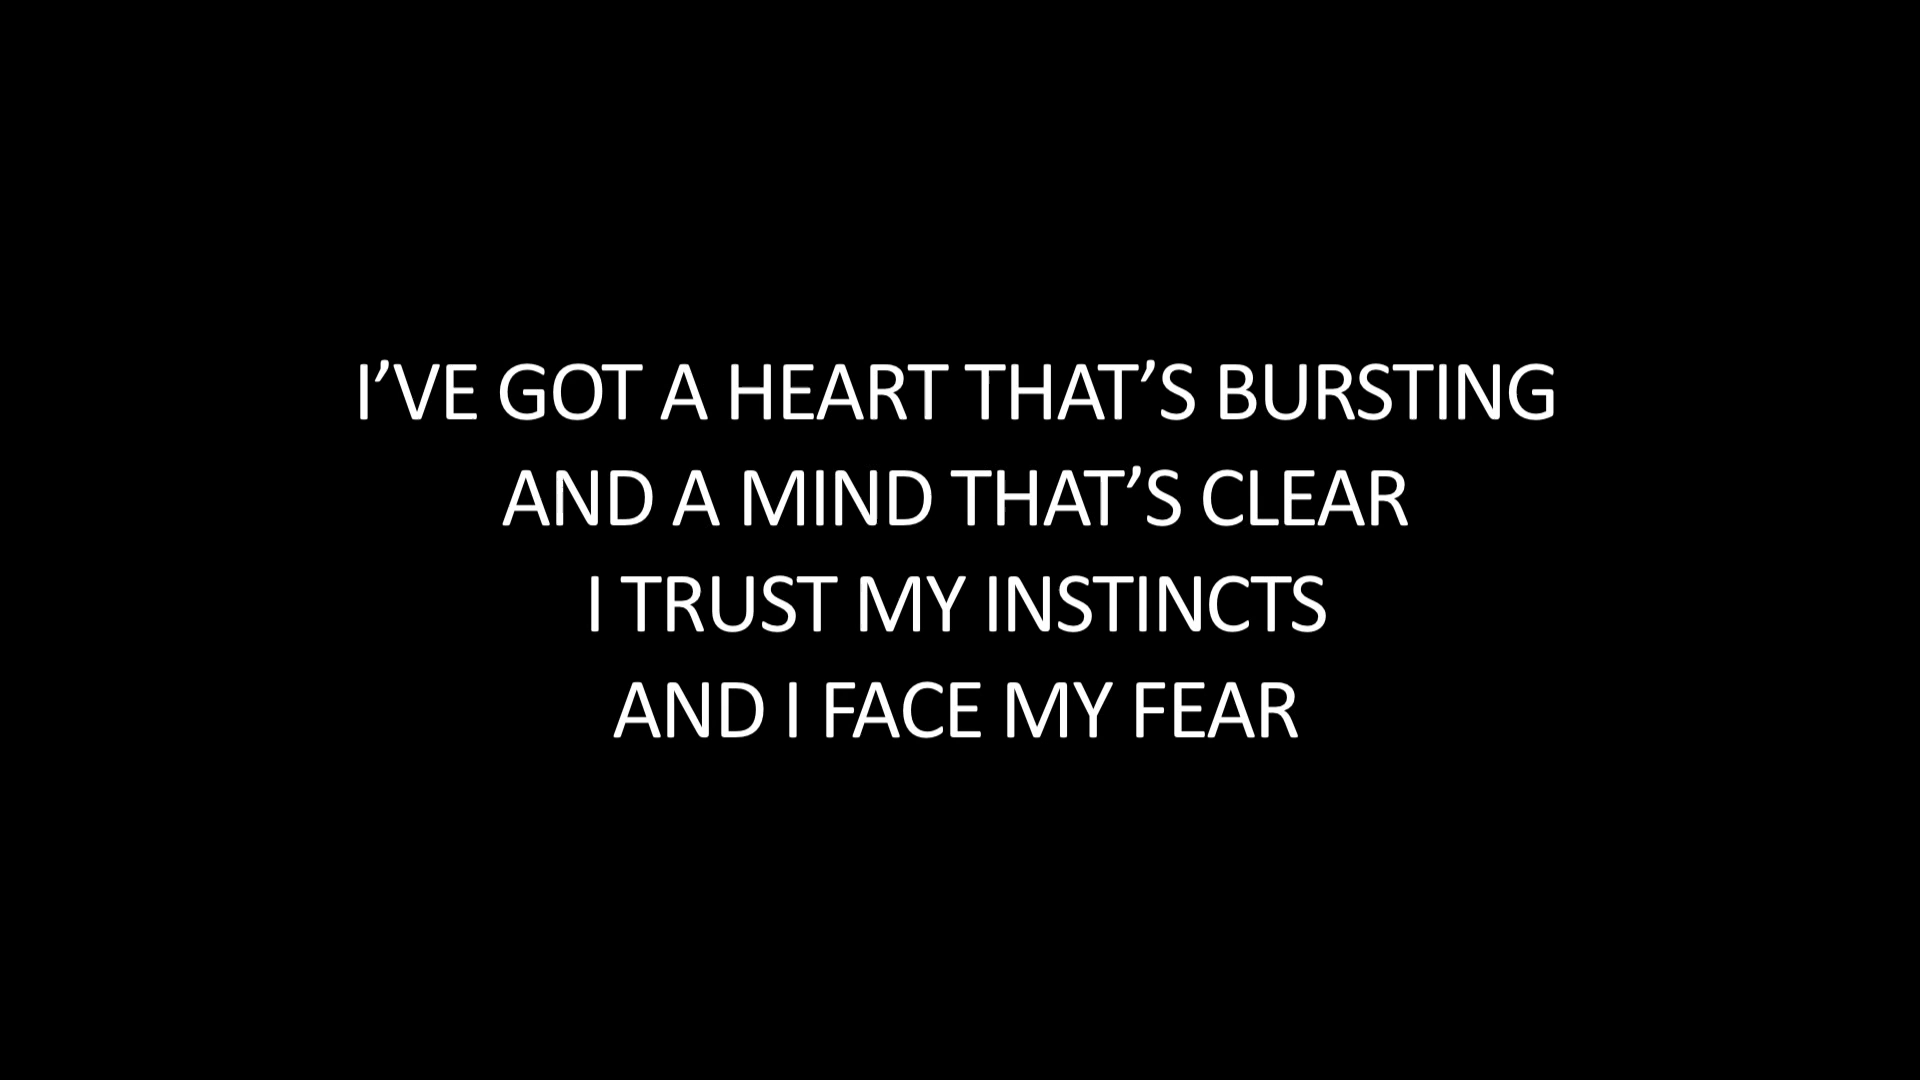 I’VE GOT A HEART THAT’S BURSTING
AND A MIND THAT’S CLEAR
I TRUST MY INSTINCTS
AND I FACE MY FEAR